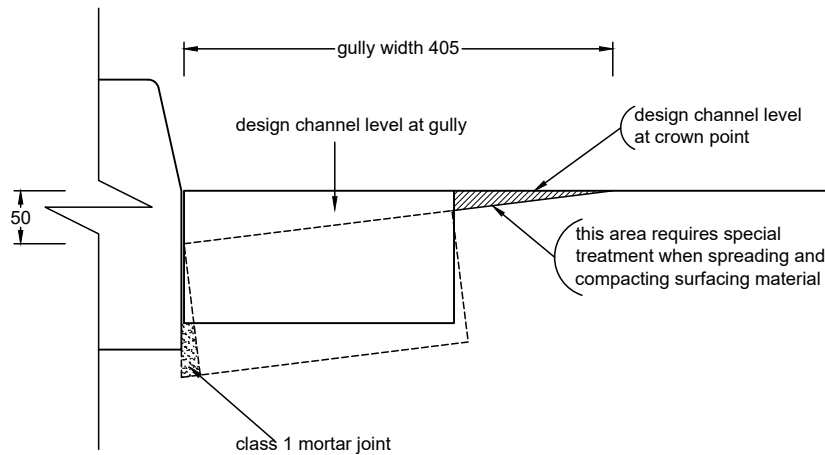 gully width 405
design channel level at gully
design channel level
at crown point
50
this area requires special
treatment when spreading and
compacting surfacing material
class 1 mortar joint